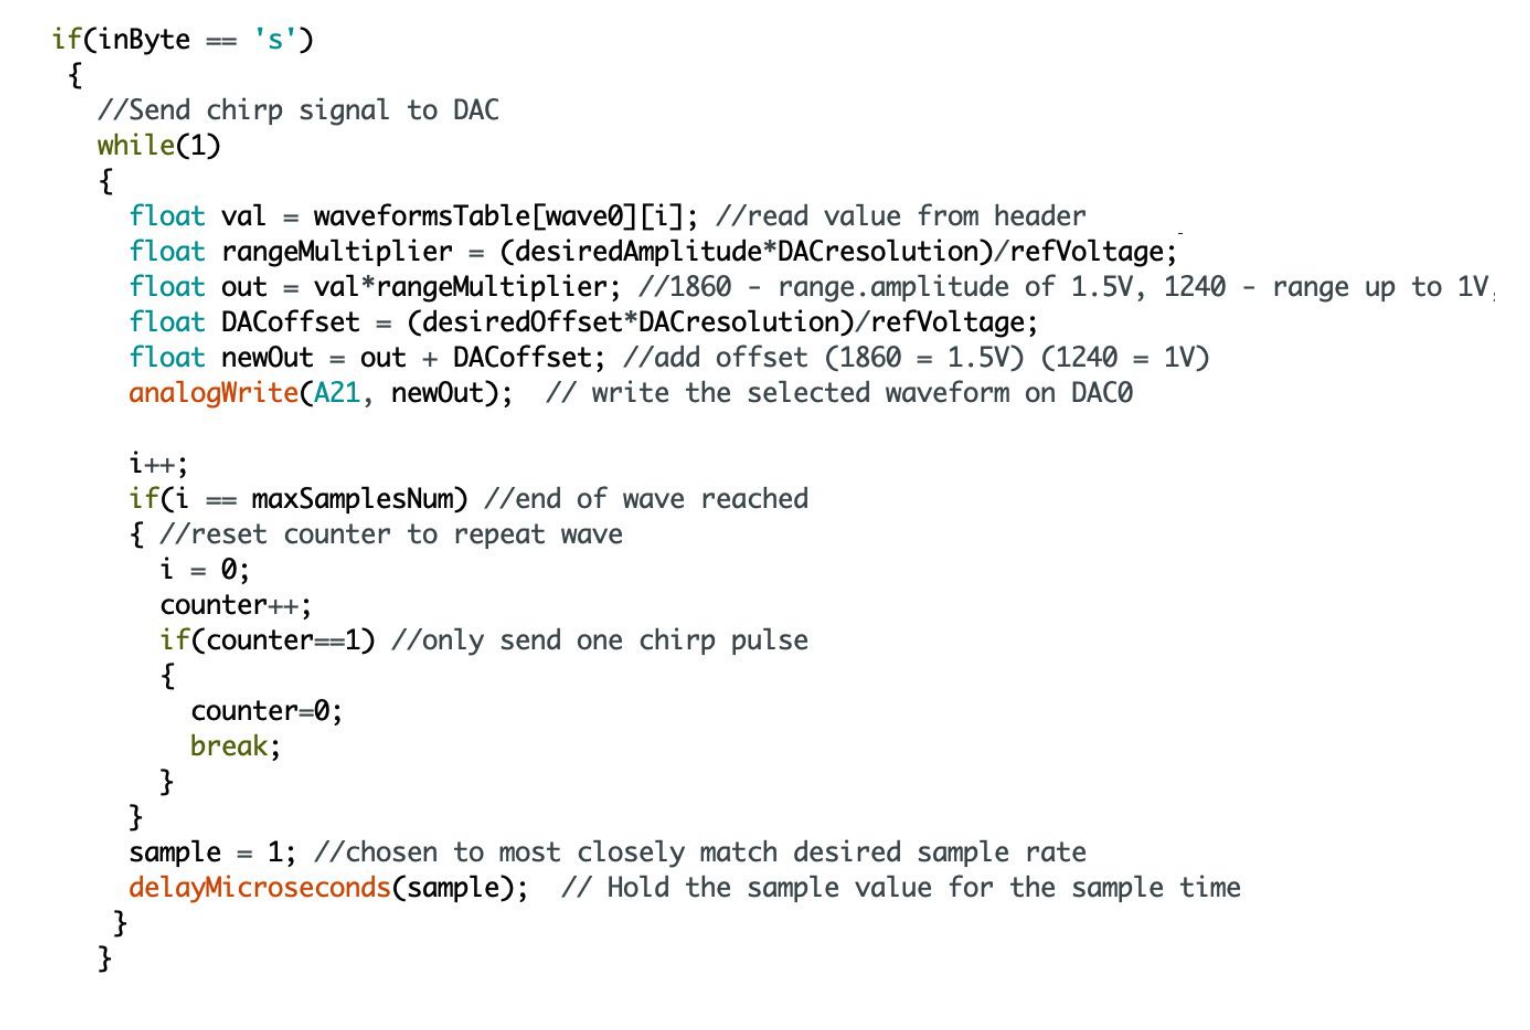 if(inByte == 's')
{
//Send chirp signal to DAC
while(1)
{
float val = waveformsTable[wave0][i]; //read value from header
float rangeMultiplier = (desiredAmplitude*DACresolution)/refVoltage;
float out = val*rangeMultiplier; //1860 - range.amplitude of 1.5V, 1240 - range up to 1V,
float DACoffset = (desiredOffset*DACresolution)/refVoltage;
float newOut = out + DACoffset; //add offset (1860 = 1.5V) (1240 = 1V)
analogWrite(A21, newOut);  // write the selected waveform on DAC0
i++;
if(i == maxSamplesNum) //end of wave reached
{ //reset counter to repeat wave
i = 0;
counter++;
if(counter==1) //only send one chirp pulse
{
counter=0;
break;
}
}
sample = 1; //chosen to most closely match desired sample rate
delayMicroseconds(sample);  // Hold the sample value for the sample time
}
}